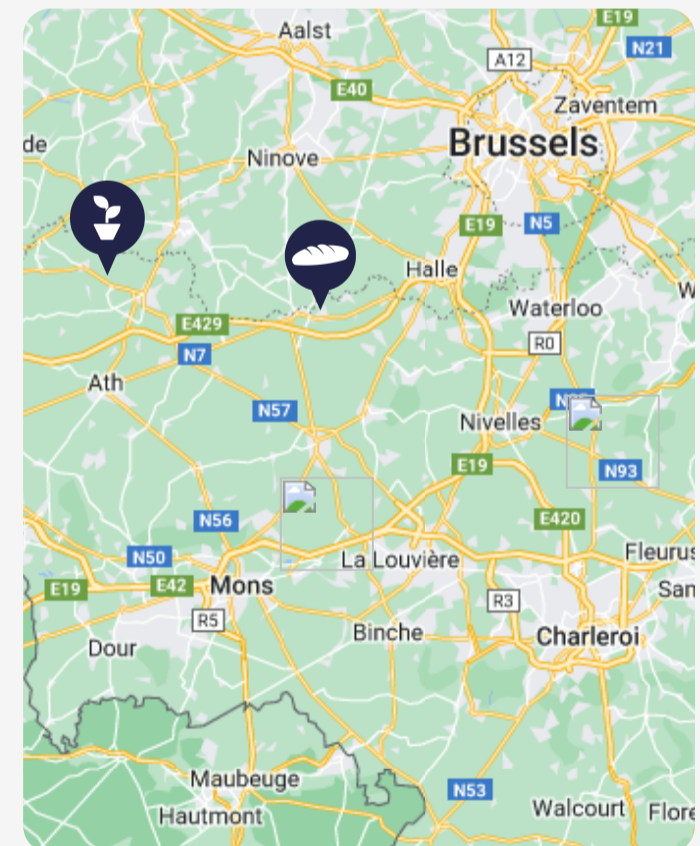 E19
Aalst
N21
A12
E40
Zaventem
Brussels
de
Ninove
E19
N5
Halle
Waterloo
W
E429
R0
N7
Ath
N57
Nivelles
E19
N93
N56
E420
N50
La Louvière
Fleurus
E19
E42
Mons
San
R3
R5
Binche
Charleroi
Dour
Maubeuge
N53
Hautmont
Walcourt
Flore